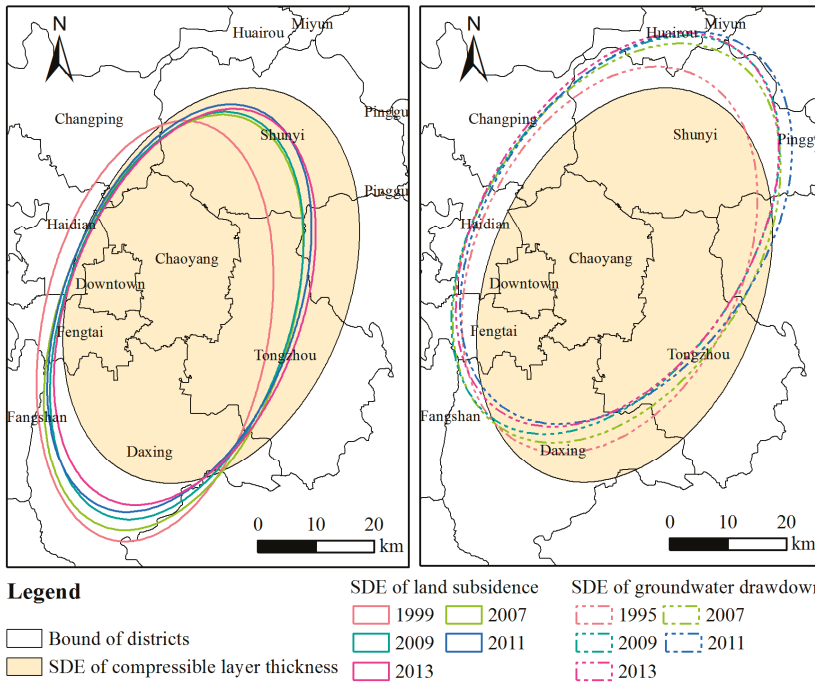 N
Huairou
Miyun
Changping
Pinggu
Shunyi
Pinggu
Haidian
Chaoyang
Downtown
Fengtai
Tongzhou
Fangshan
Daxing
0 10 20
km
N
Huairou
Miyun
Changping
Shunyi
Pinggu
Haidian
Chaoyang
Downtown
Fengtai
Tongzhou
Fangshan
Daxing
0 10 20
km
Legend
Bound of districts
SDE of compressible layer thickness
SDE of land subsidence
1999 2007
2009 2011
2013
SDE of groundwater drawdown
1995 2007
2009 2011
2013